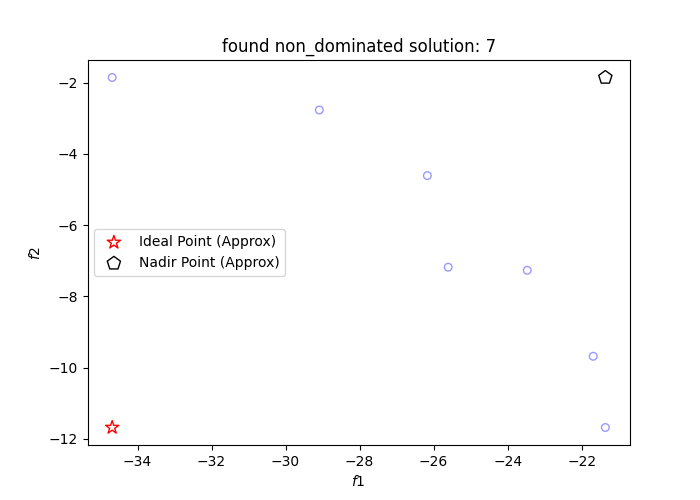 found non_dominated solution: 7
−2
−4
−6
−8
−10
−12
f2
Ideal Point (Approx)
Nadir Point (Approx)
−34
−32
−30
−28
−26
−24
−22
f1